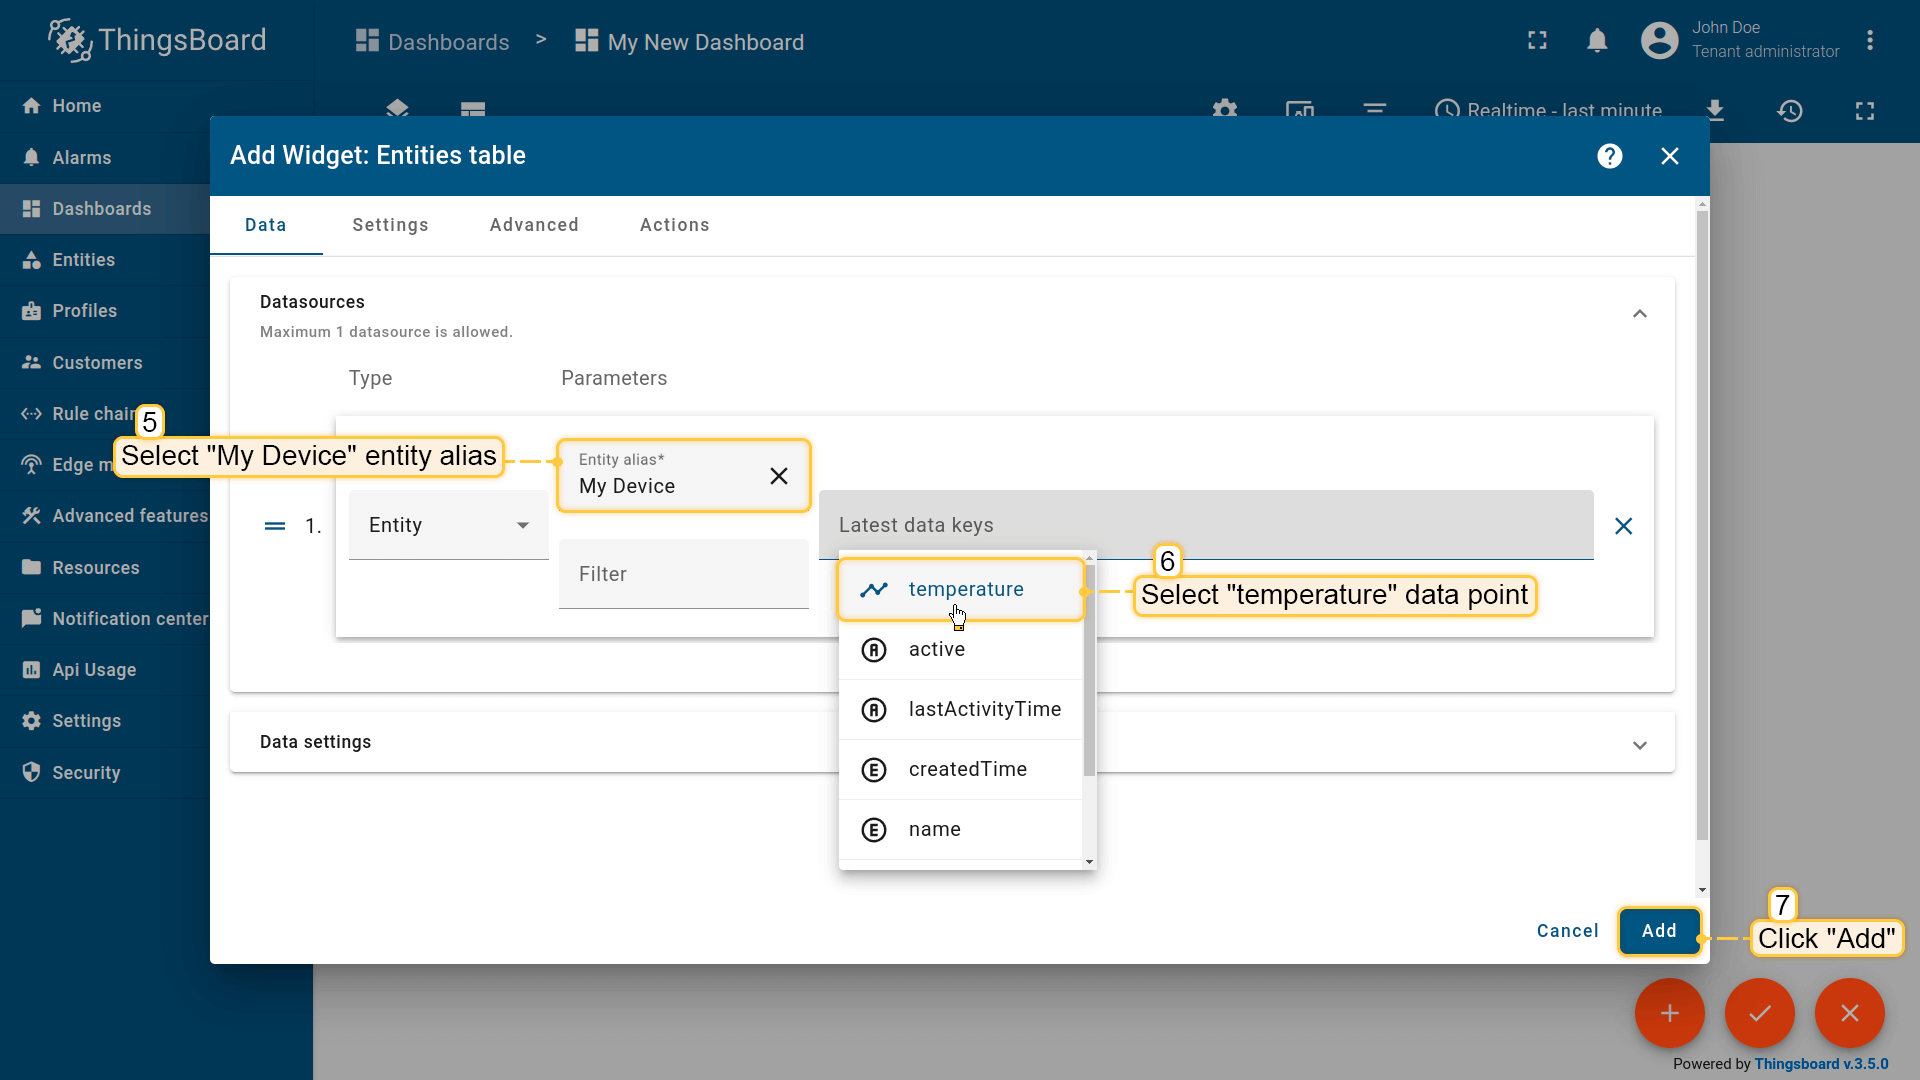 ThingsBoard
Dashboards > My New Dashboard
John Doe
Tenant administrator
Realtime - last minute
Home
Alarms
Dashboards
Entities
Profiles
Customers
Rule chai
Edge m
Advanced features
Resources
Notification center
Api Usage
Settings
Security
Add Widget: Entities table
Data
Settings
Advanced
Actions
Datasources
Maximum 1 datasource is allowed.
Type
Parameters
5
Select "My Device" entity alias
Entity alias*
My Device
1.
Entity
Filter
Latest data keys
temperature
active
lastActivityTime
createdTime
name
6
Select "temperature" data point
Data settings
Cancel
Add
7
Click "Add"
Powered by Thingsboard v.3.5.0